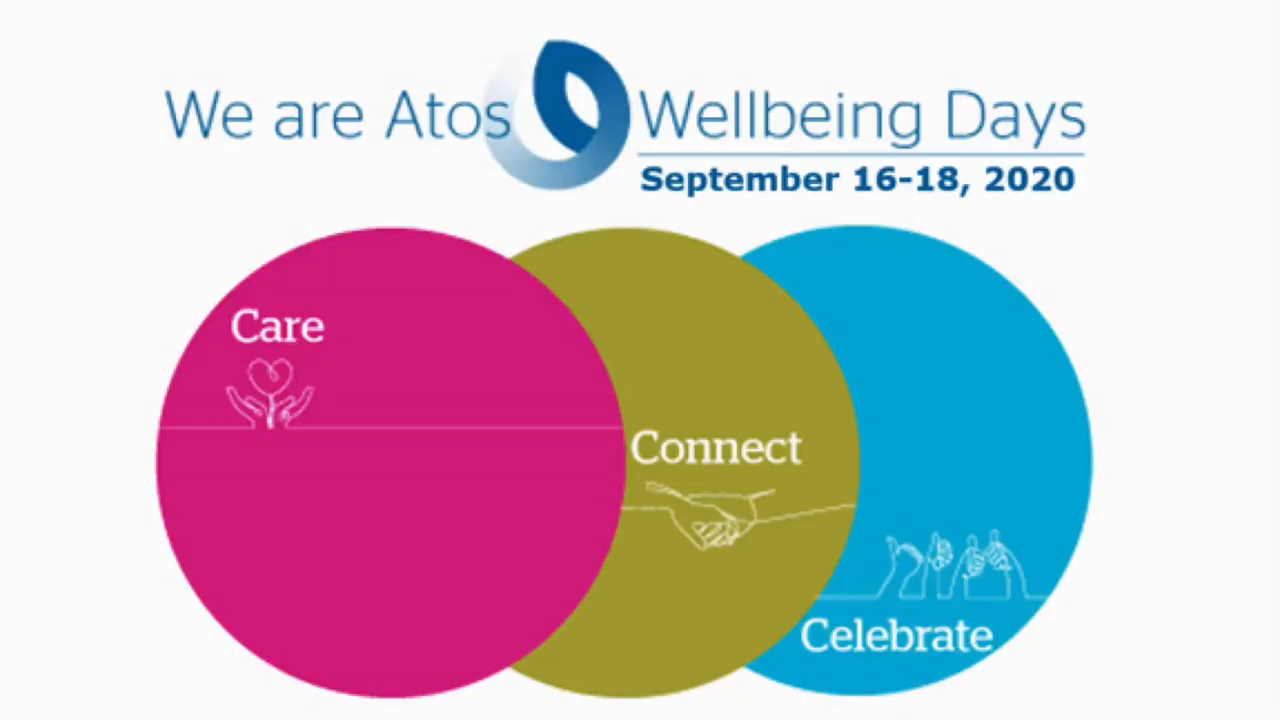 We are Atos Wellbeing Days
September 16-18, 2020
Care
Connect
Celebrate